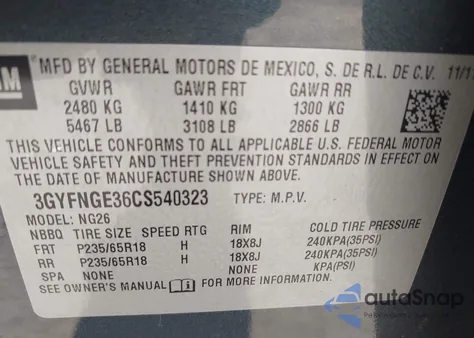 GM
MFD BY GENERAL MOTORS DE MEXICO, S. DE R.L. DE C.V. 11/1
GVWR GAWR FRT GAWR RR
2480 KG 1410 KG 1300 KG
5467 LB 3108 LB 2866 LB
THIS VEHICLE CONFORMS TO ALL APPLICABLE U.S. FEDERAL MOTOR
VEHICLE SAFETY AND THEFT PREVENTION STANDARDS IN EFFECT ON
THE DATE OF MANUFACTURE SHOWN ABOVE.
3GYFNGE36CS540323 TYPE: M.P.V.
MODEL: NG26
NBBQ TIRE SIZE SPEED RTG RIM COLD TIRE PRESSURE
FRT P235/65R18 H 18X8J 240KPA(35PSI)
RR P235/65R18 H 18X8J 240KPA(35PSI)
SPA NONE NONE KPA(PSI)
SEE OWNER'S MANUAL FOR MORE INFORMATION.
autoSnap